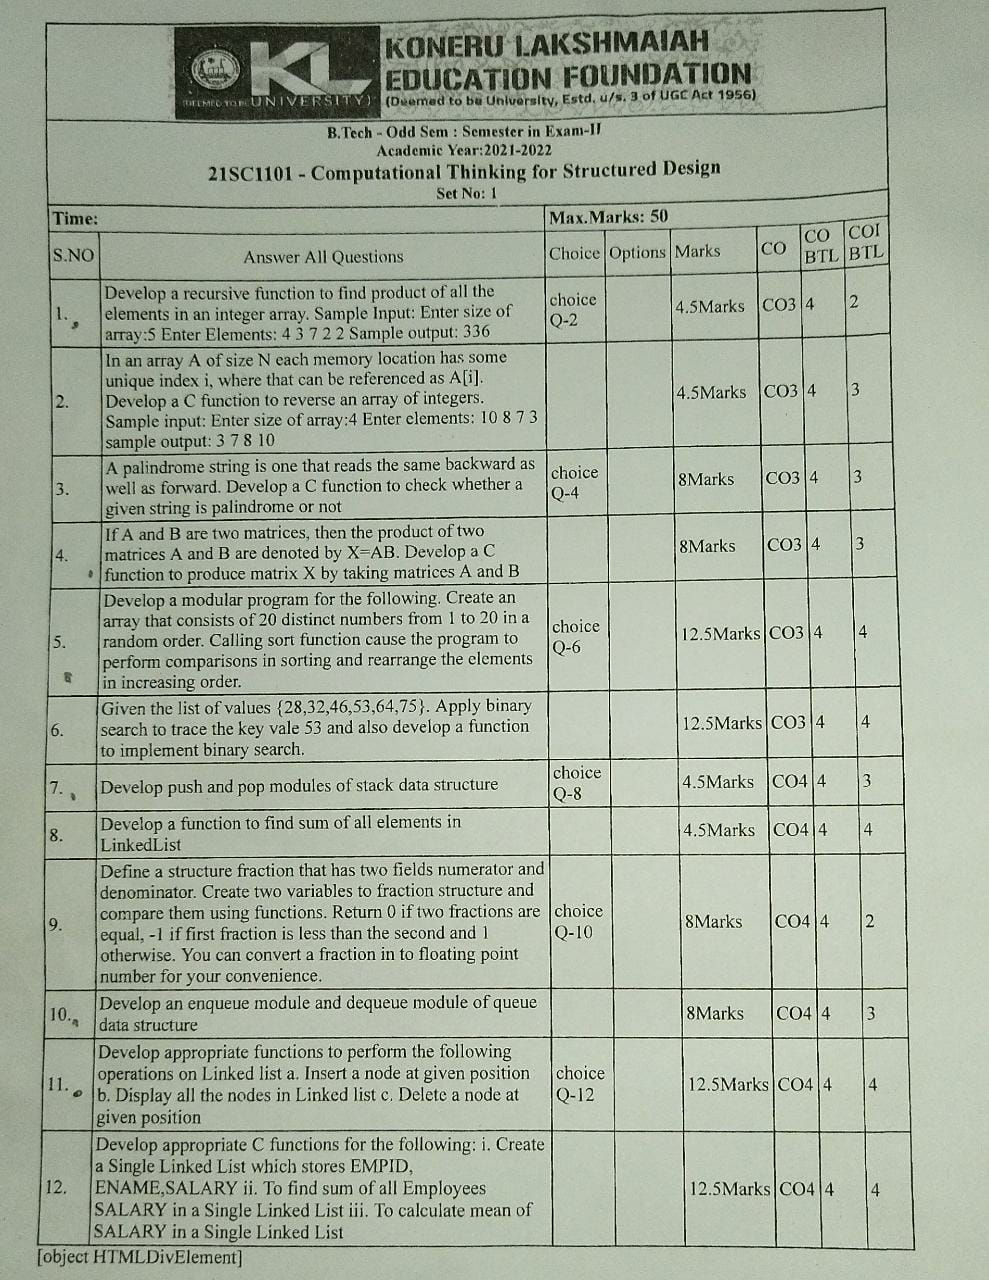 KL
(DEEMED TO BE UNIVERSITY)
KONERU LAKSHMAIAH
EDUCATION FOUNDATION
(Deemed to be University, Estd. u/s. 3 of UGC Act 1956)
B.Tech - Odd Sem : Semester in Exam-II
Academic Year:2021-2022
21SC1101 - Computational Thinking for Structured Design
Set No: 1
Time: Max.Marks: 50
S.NO Answer All Questions Choice Options Marks CO CO BTL COI BTL
1. Develop a recursive function to find product of all the
elements in an integer array. Sample Input: Enter size of
array:5 Enter Elements: 4 3 7 2 2 Sample output: 336
choice
Q-2
4.5Marks CO3 4 2
2. In an array A of size N each memory location has some
unique index i, where that can be referenced as A[i].
Develop a C function to reverse an array of integers.
Sample input: Enter size of array:4 Enter elements: 10 8 7 3
sample output: 3 7 8 10
4.5Marks CO3 4 3
3. A palindrome string is one that reads the same backward as
well as forward. Develop a C function to check whether a
given string is palindrome or not
choice
Q-4
8Marks CO3 4 3
4. If A and B are two matrices, then the product of two
matrices A and B are denoted by X=AB. Develop a C
function to produce matrix X by taking matrices A and B
8Marks CO3 4 3
5. Develop a modular program for the following. Create an
array that consists of 20 distinct numbers from 1 to 20 in a
random order. Calling sort function cause the program to
perform comparisons in sorting and rearrange the elements
in increasing order.
choice
Q-6
12.5Marks CO3 4 4
6. Given the list of values {28,32,46,53,64,75}. Apply binary
search to trace the key vale 53 and also develop a function
to implement binary search.
12.5Marks CO3 4 4
7. Develop push and pop modules of stack data structure
choice
Q-8
4.5Marks CO4 4 3
8. Develop a function to find sum of all elements in
LinkedList
4.5Marks CO4 4 4
9. Define a structure fraction that has two fields numerator and
denominator. Create two variables to fraction structure and
compare them using functions. Return 0 if two fractions are
equal, -1 if first fraction is less than the second and 1
otherwise. You can convert a fraction in to floating point
number for your convenience.
choice
Q-10
8Marks CO4 4 2
10. Develop an enqueue module and dequeue module of queue
data structure
8Marks CO4 4 3
11. Develop appropriate functions to perform the following
operations on Linked list a. Insert a node at given position
b. Display all the nodes in Linked list c. Delete a node at
given position
choice
Q-12
12.5Marks CO4 4 4
12. Develop appropriate C functions for the following: i. Create
a Single Linked List which stores EMPID,
ENAME,SALARY ii. To find sum of all Employees
SALARY in a Single Linked List iii. To calculate mean of
SALARY in a Single Linked List
12.5Marks CO4 4 4
[object HTMLDivElement]